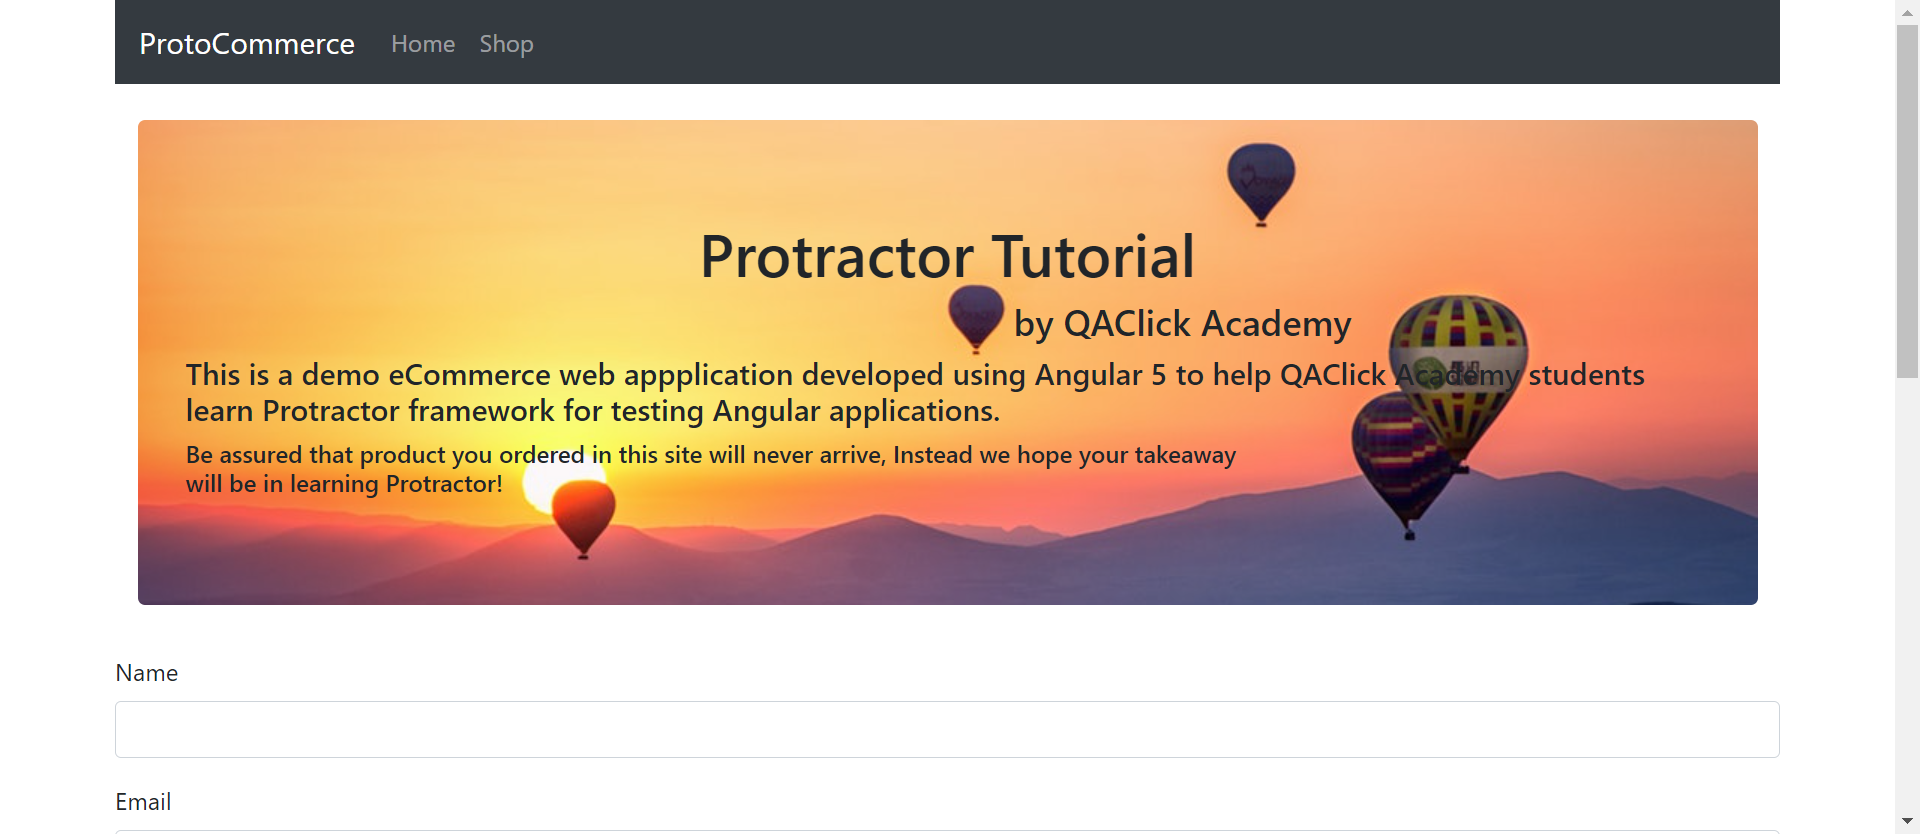 ProtoCommerce Home Shop
Protractor Tutorial
by QAClick Academy
This is a demo eCommerce web appplication developed using Angular 5 to help QAClick Academy students
learn Protractor framework for testing Angular applications.
Be assured that product you ordered in this site will never arrive, Instead we hope your takeaway
will be in learning Protractor!
Name
Email